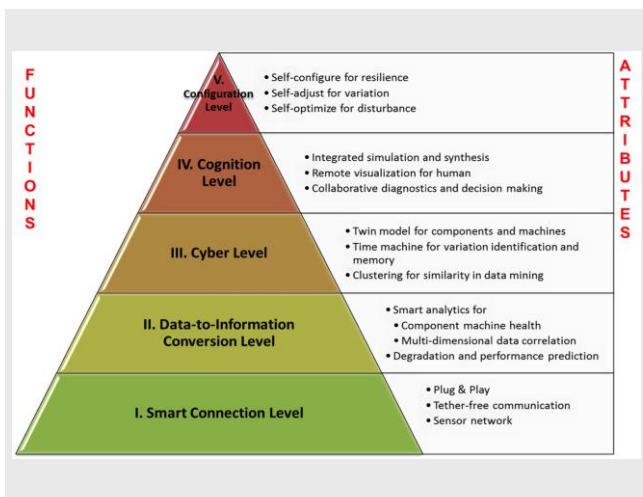 FUNCTIONS
ATTRIBUTES
V.
Configuration
Level
• Self-configure for resilience
• Self-adjust for variation
• Self-optimize for disturbance
IV. Cognition
Level
• Integrated simulation and synthesis
• Remote visualization for human
• Collaborative diagnostics and decision making
III. Cyber Level
• Twin model for components and machines
• Time machine for variation identification and
memory
• Clustering for similarity in data mining
II. Data-to-Information
Conversion Level
• Smart analytics for
• Component machine health
• Multi-dimensional data correlation
• Degradation and performance prediction
I. Smart Connection Level
• Plug & Play
• Tether-free communication
• Sensor network